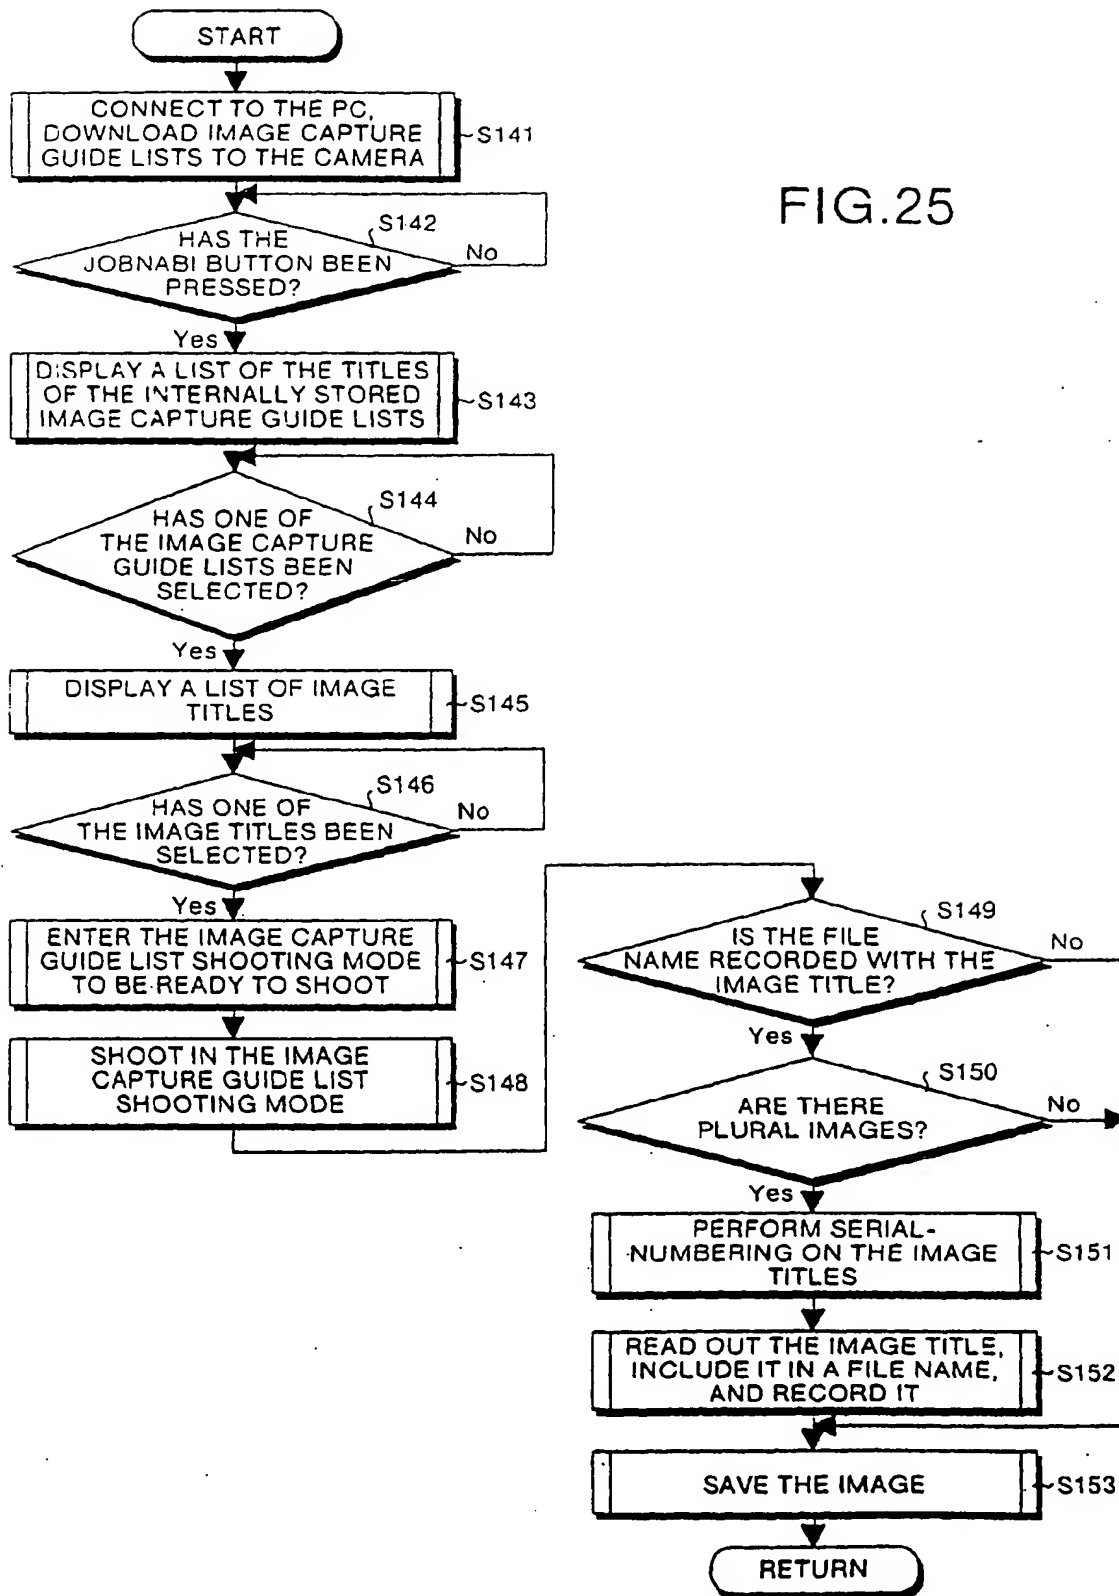 FIG.25
START
CONNECT TO THE PC,
DOWNLOAD IMAGE CAPTURE
GUIDE LISTS TO THE CAMERA
S141
S142
HAS THE
JOBNABI BUTTON BEEN
PRESSED?
No
Yes
DISPLAY A LIST OF THE TITLES
OF THE INTERNALLY STORED
IMAGE CAPTURE GUIDE LISTS
S143
S144
HAS ONE OF
THE IMAGE CAPTURE
GUIDE LISTS BEEN
SELECTED?
No
Yes
DISPLAY A LIST OF IMAGE
TITLES
S145
S146
HAS ONE OF
THE IMAGE TITLES BEEN
SELECTED?
No
Yes
ENTER THE IMAGE CAPTURE
GUIDE LIST SHOOTING MODE
TO BE READY TO SHOOT
S147
SHOOT IN THE IMAGE
CAPTURE GUIDE LIST
SHOOTING MODE
S148
S149
IS THE FILE
NAME RECORDED WITH THE
IMAGE TITLE?
No
Yes
S150
ARE THERE
PLURAL IMAGES?
No
Yes
PERFORM SERIAL-
NUMBERING ON THE IMAGE
TITLES
S151
READ OUT THE IMAGE TITLE,
INCLUDE IT IN A FILE NAME,
AND RECORD IT
S152
SAVE THE IMAGE
S153
RETURN